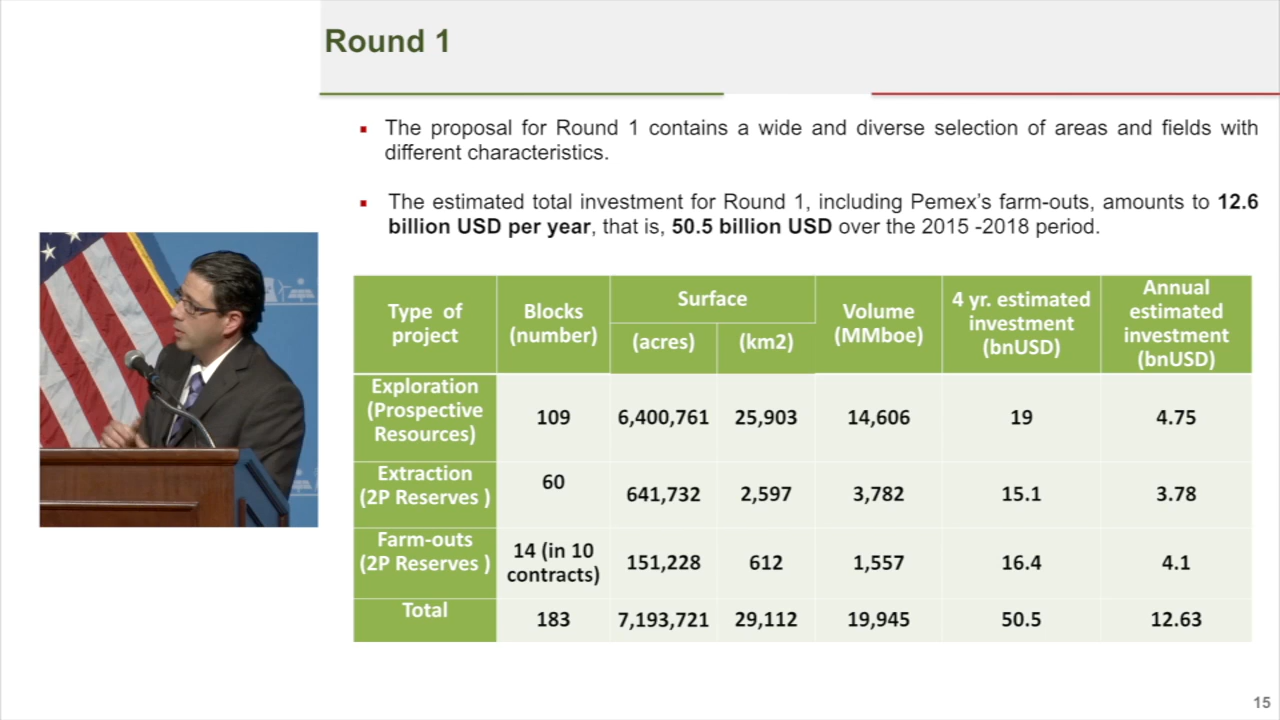 Round 1
▪ The proposal for Round 1 contains a wide and diverse selection of areas and fields with
different characteristics.
▪ The estimated total investment for Round 1, including Pemex's farm-outs, amounts to 12.6
billion USD per year, that is, 50.5 billion USD over the 2015 -2018 period.
Type of
project
Blocks
(number)
Surface
(acres)
(km2)
Volume
(MMboe)
4 yr. estimated
investment
(bnUSD)
Annual
estimated
investment
(bnUSD)
Exploration
(Prospective
Resources)
109
6,400,761
25,903
14,606
19
4.75
Extraction
(2P Reserves )
60
641,732
2,597
3,782
15.1
3.78
Farm-outs
(2P Reserves )
14 (in 10
contracts)
151,228
612
1,557
16.4
4.1
Total
183
7,193,721
29,112
19,945
50.5
12.63
15